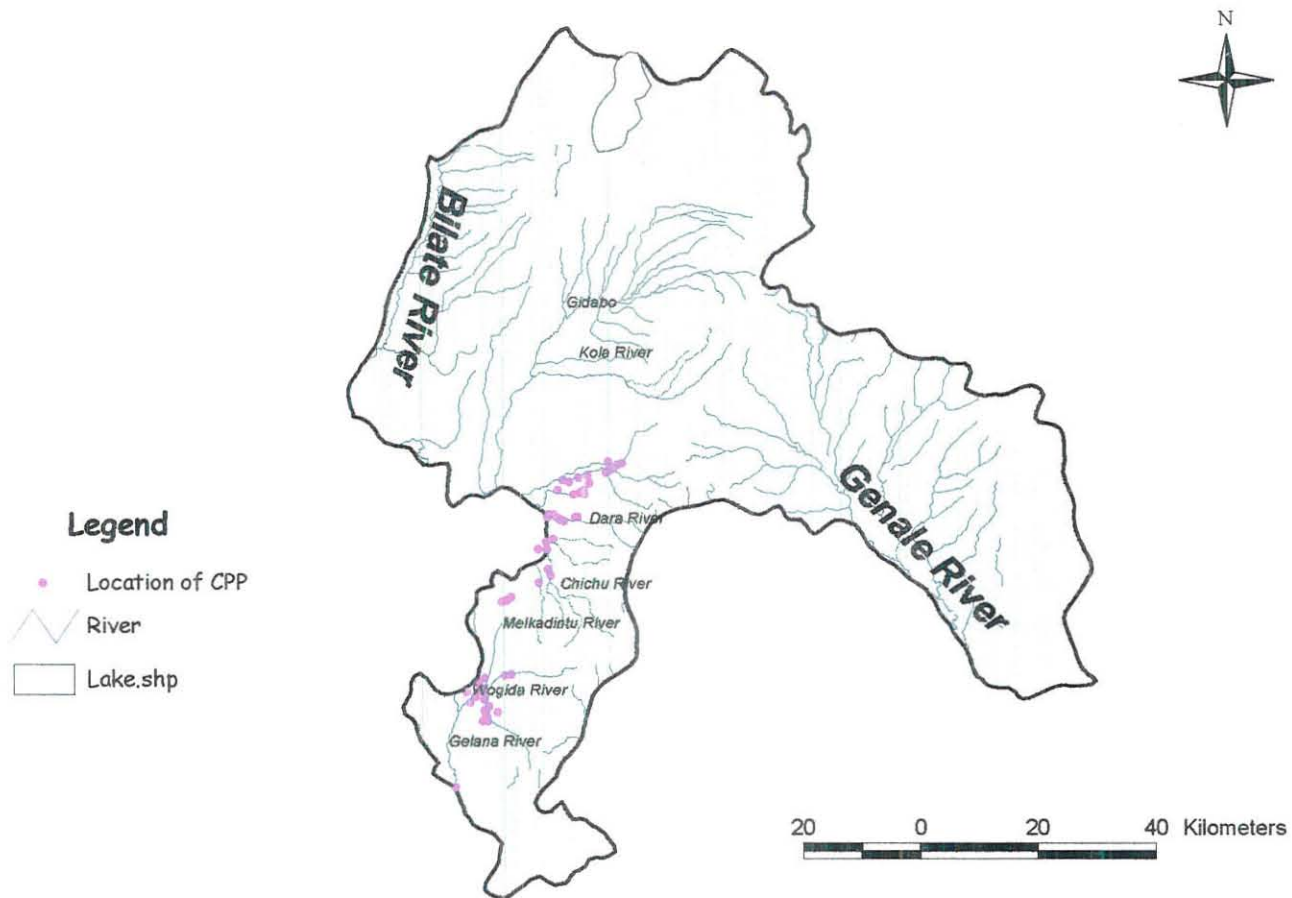 N
Bilate River
Gidabo
Kola River
Genale River
Dara River
Chichu River
Melkadintu River
Wogida River
Gelana River
Legend
Location of CPP
River
Lake.shp
20 0 20 40 Kilometers